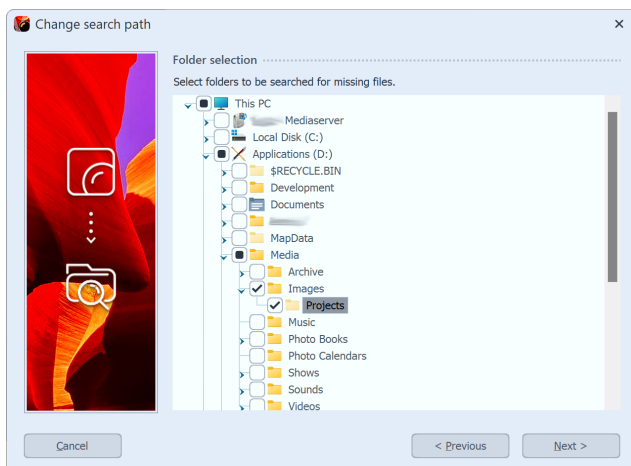 Change search path
Folder selection
Select folders to be searched for missing files.
This PC
Mediaserver
Local Disk (C:)
Applications (D:)
$RECYCLE.BIN
Development
Documents
MapData
Media
Archive
Images
Projects
Music
Photo Books
Photo Calendars
Shows
Sounds
Videos
Cancel
< Previous
Next >